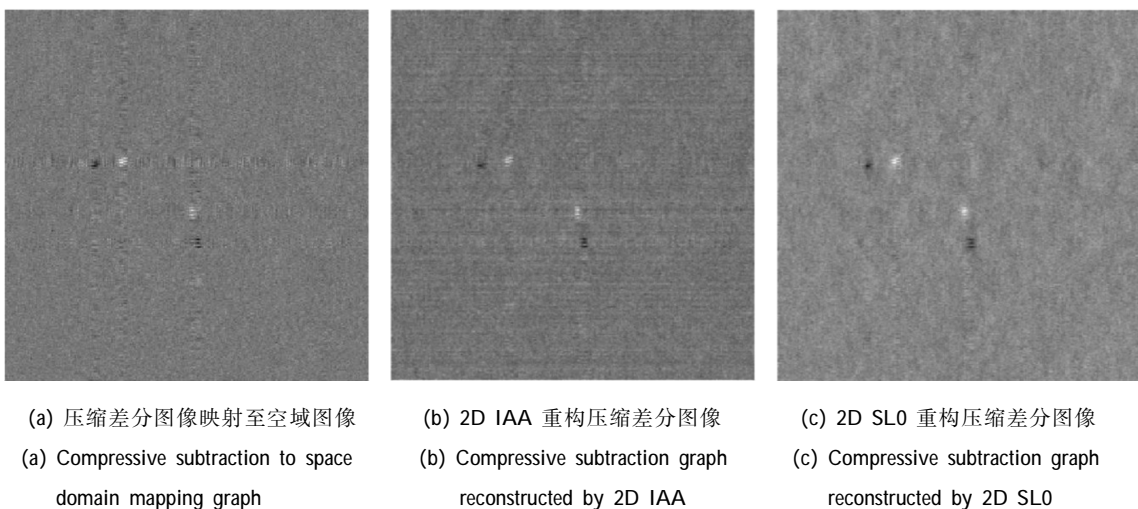 (a) 压缩差分图像映射至空域图像
(a) Compressive subtraction to space
domain mapping graph
(b) 2D IAA 重构压缩差分图像
(b) Compressive subtraction graph
reconstructed by 2D IAA
(c) 2D SL0 重构压缩差分图像
(c) Compressive subtraction graph
reconstructed by 2D SL0